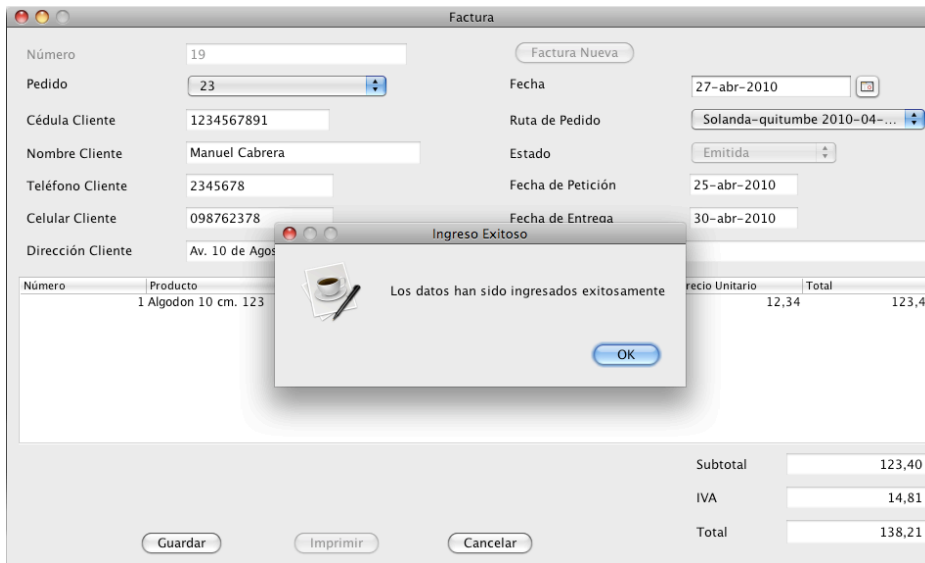 Factura
Número 19 Factura Nueva
Pedido 23 Fecha 27-abr-2010
Cédula Cliente 1234567891 Ruta de Pedido Solanda-quitumbe 2010-04-...
Nombre Cliente Manuel Cabrera Estado Emitida
Teléfono Cliente 2345678 Fecha de Petición 25-abr-2010
Celular Cliente 098762378 Fecha de Entrega 30-abr-2010
Dirección Cliente Av. 10 de Agos
Ingreso Exitoso
Los datos han sido ingresados exitosamente
OK
Número Producto recio Unitario Total
1 Algodon 10 cm. 123 12,34 123,4
Subtotal 123,40
IVA 14,81
Total 138,21
Guardar Imprimir Cancelar